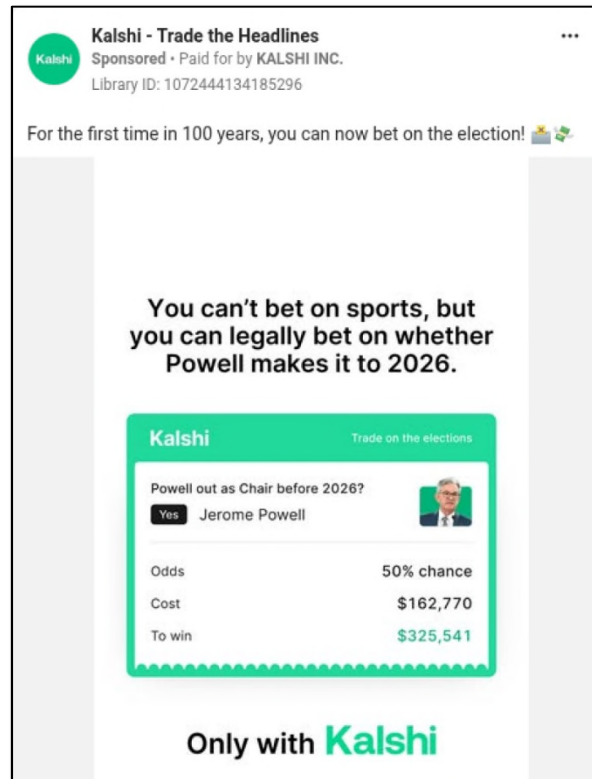 Kalshi
Kalshi - Trade the Headlines
Sponsored • Paid for by KALSHI INC.
Library ID: 1072444134185296
For the first time in 100 years, you can now bet on the election! 🗳️💸
You can't bet on sports, but
you can legally bet on whether
Powell makes it to 2026.
Kalshi Trade on the elections
Powell out as Chair before 2026?
Yes Jerome Powell
Odds 50% chance
Cost $162,770
To win $325,541
Only with Kalshi